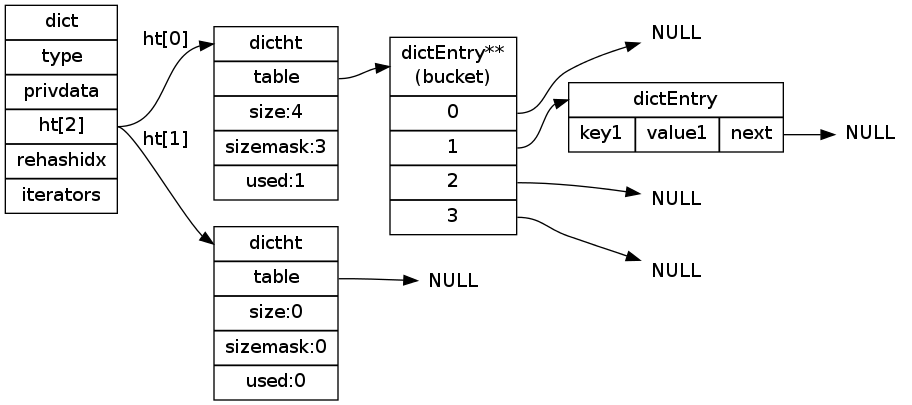 dict
type
privdata
ht[2]
rehashidx
iterators
ht[0]
ht[1]
dictht
table
size:4
sizemask:3
used:1
dictEntry**
(bucket)
0
1
2
3
NULL
dictEntry
key1 value1 next
NULL
NULL
NULL
dictht
table
size:0
sizemask:0
used:0
NULL